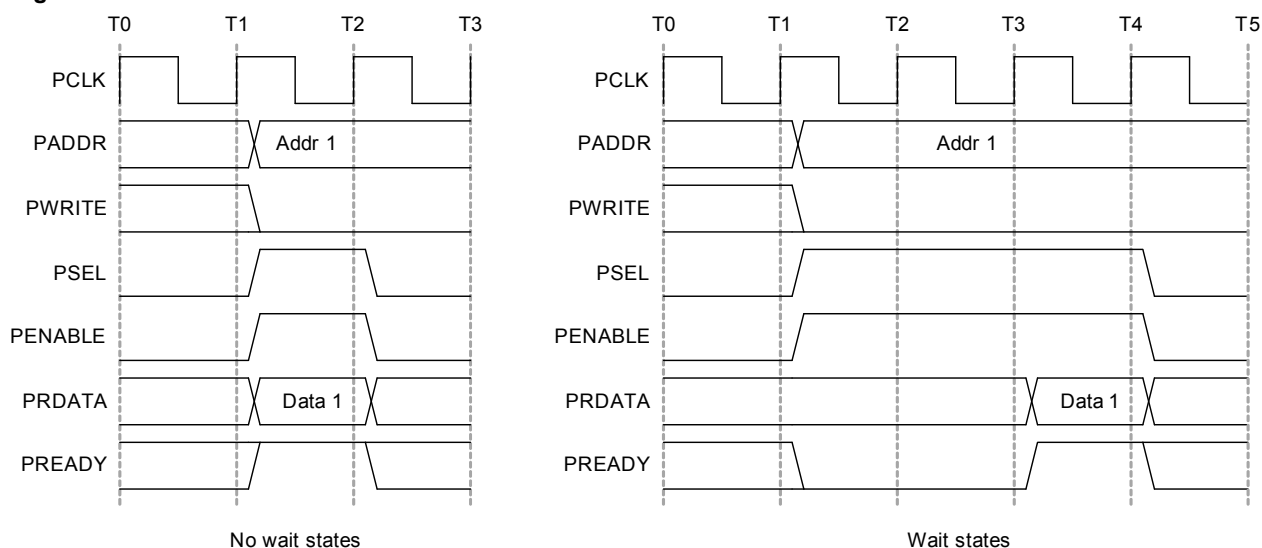 T0 T1 T2 T3
PCLK
PADDR Addr 1
PWRITE
PSEL
PENABLE
PRDATA Data 1
PREADY
No wait states
T0 T1 T2 T3 T4 T5
PCLK
PADDR Addr 1
PWRITE
PSEL
PENABLE
PRDATA Data 1
PREADY
Wait states